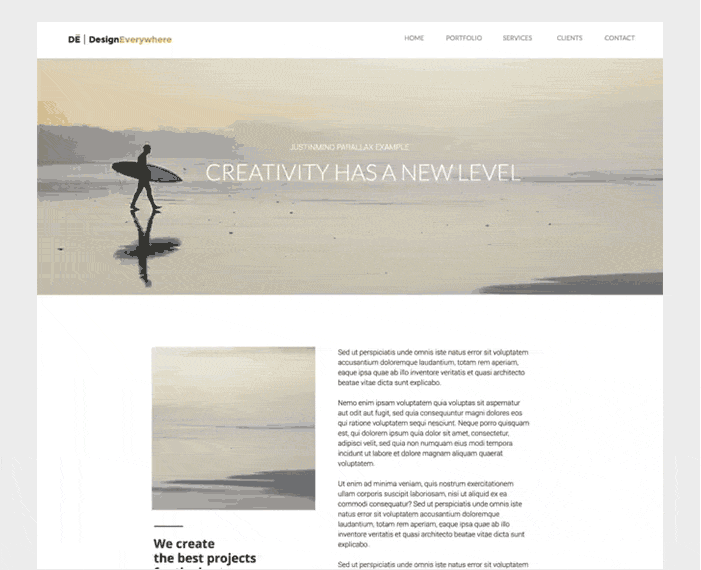 DE | DesignEverywhere
HOME PORTFOLIO SERVICES CLIENTS CONTACT
JUSTINMIND PARALLAX EXAMPLE
CREATIVITY HAS A NEW LEVEL
Sed ut perspiciatis unde omnis iste natus error sit voluptatem
accusantium doloremque laudantium, totam rem aperiam,
eaque ipsa quae ab illo inventore veritatis et quasi architecto
beatae vitae dicta sunt explicabo.
Nemo enim ipsam voluptatem quia voluptas sit aspernatur
aut odit aut fugit, sed quia consequuntur magni dolores eos
qui ratione voluptatem sequi nesciunt. Neque porro quisquam
est, qui dolorem ipsum quia dolor sit amet, consectetur,
adipisci velit, sed quia non numquam eius modi tempora
incidunt ut labore et dolore magnam aliquam quaerat
voluptatem.
Ut enim ad minima veniam, quis nostrum exercitationem
ullam corporis suscipit laboriosam, nisi ut aliquid ex ea
commodi consequatur? Sed ut perspiciatis unde omnis iste
natus error sit voluptatem accusantium doloremque
laudantium, totam rem aperiam, eaque ipsa quae ab illo
inventore veritatis et quasi architecto beatae vitae dicta sunt
explicabo.
Sed ut perspiciatis unde omnis iste natus error sit voluptatem
We create
the best projects